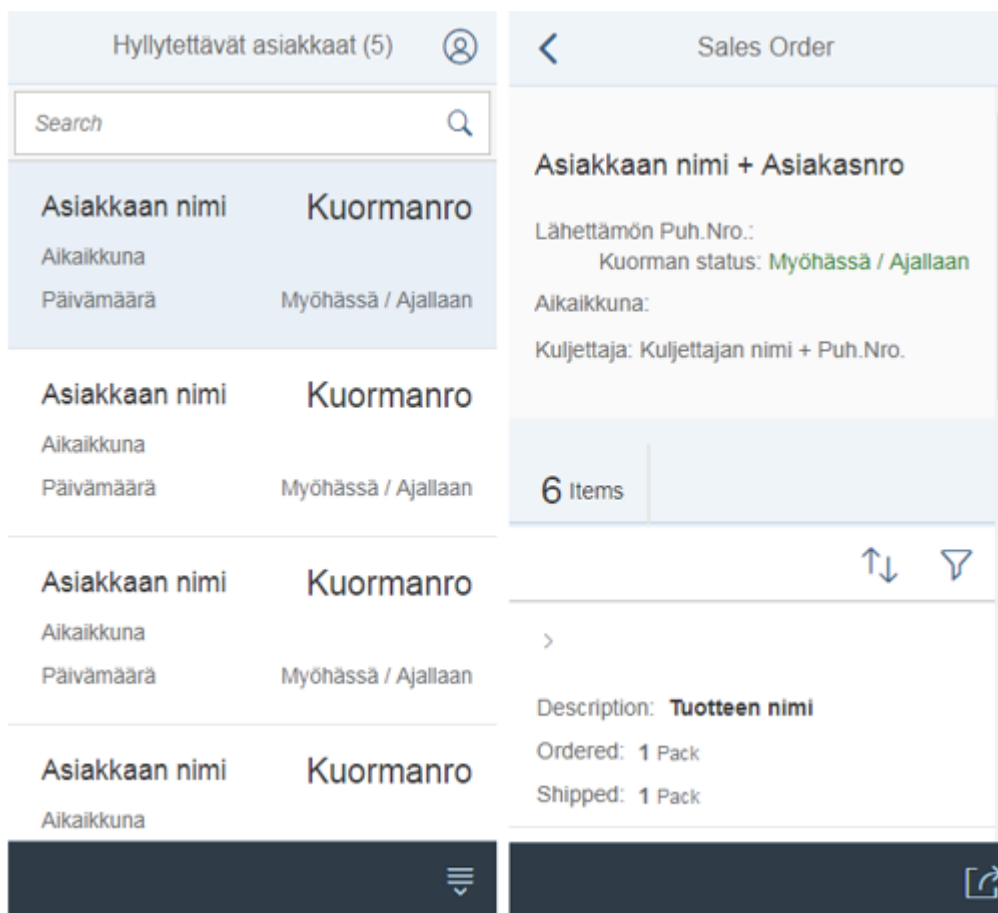 Hyllytettävät asiakkaat (5)
Search
Asiakkaan nimi Kuormanro
Aikaikkuna
Päivämäärä Myöhässä / Ajallaan
Asiakkaan nimi Kuormanro
Aikaikkuna
Päivämäärä Myöhässä / Ajallaan
Asiakkaan nimi Kuormanro
Aikaikkuna
Päivämäärä Myöhässä / Ajallaan
Asiakkaan nimi Kuormanro
Aikaikkuna
Sales Order
Asiakkaan nimi + Asiakasnro
Lähettämön Puh.Nro.:
Kuorman status: Myöhässä / Ajallaan
Aikaikkuna:
Kuljettaja: Kuljettajan nimi + Puh.Nro.
6 Items
Description: Tuotteen nimi
Ordered: 1 Pack
Shipped: 1 Pack